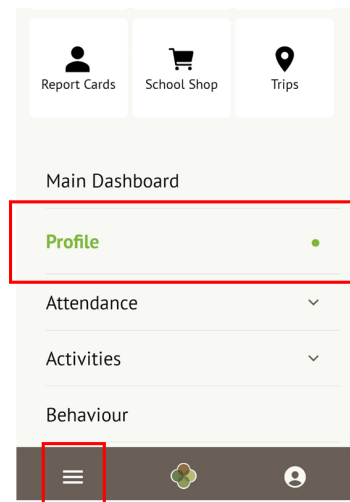 Report Cards School Shop Trips
Main Dashboard
Profile
Attendance
Activities
Behaviour